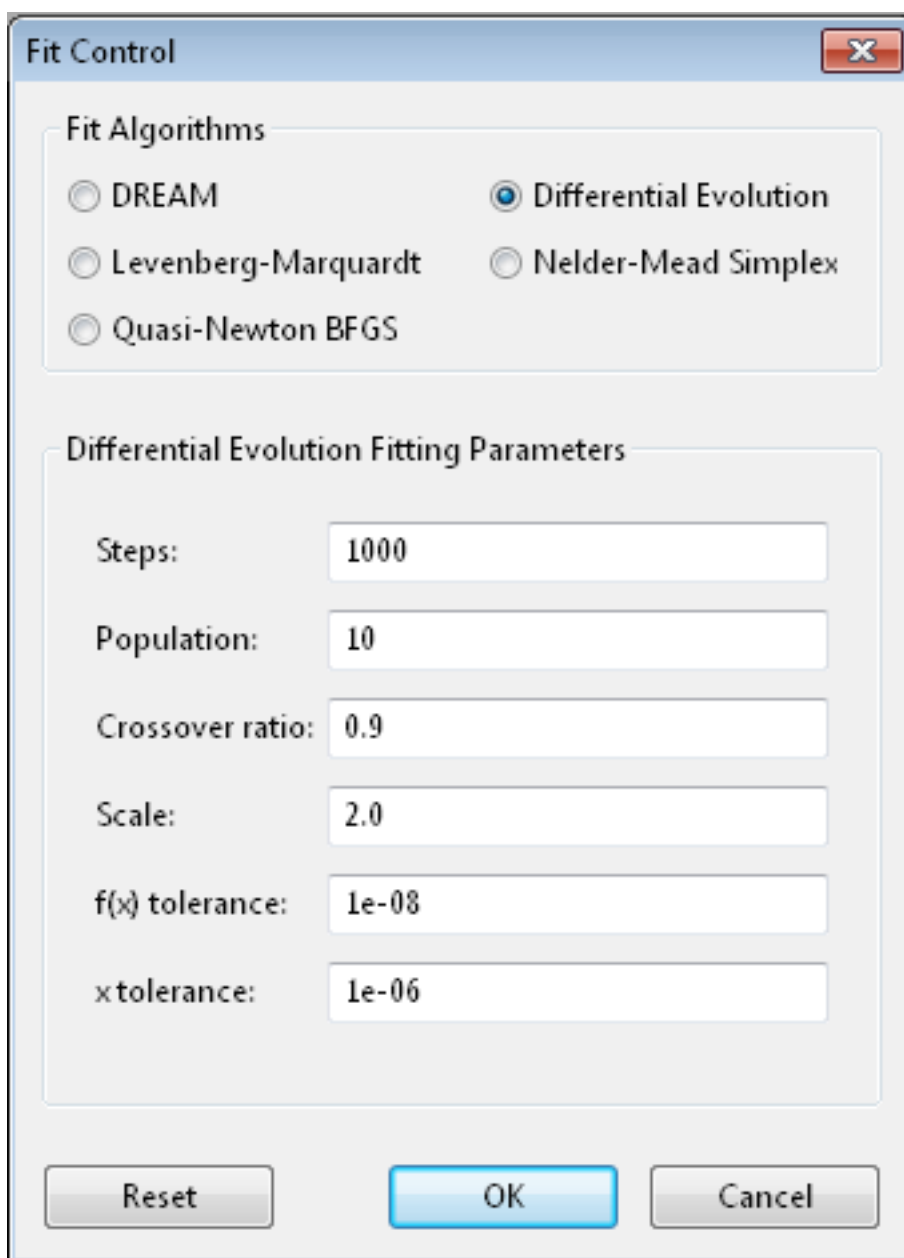 Fit Control
Fit Algorithms
DREAM Differential Evolution
Levenberg-Marquardt Nelder-Mead Simplex
Quasi-Newton BFGS
Differential Evolution Fitting Parameters
Steps: 1000
Population: 10
Crossover ratio: 0.9
Scale: 2.0
f(x) tolerance: 1e-08
x tolerance: 1e-06
Reset OK Cancel